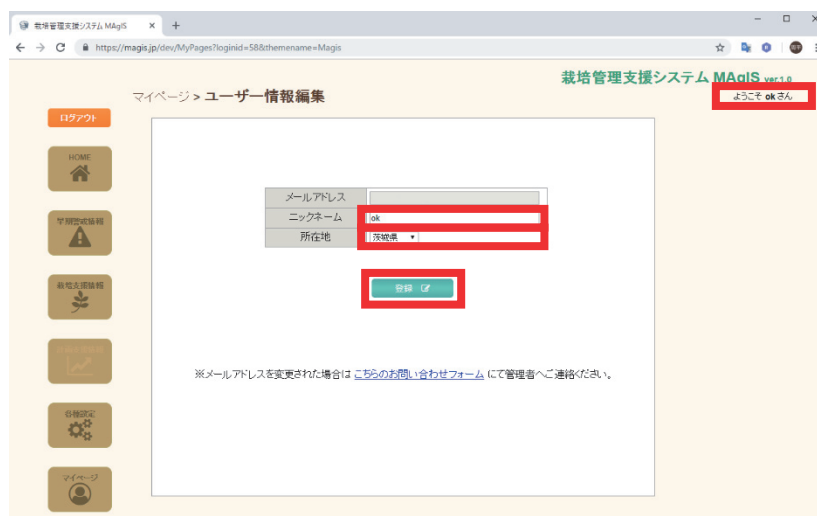 栽培管理支援システム MAgIS
https://magis.jp/dev/MyPages?loginid=58&themename=Magis
栽培管理支援システム MAgIS ver.1.0
マイページ > ユーザー情報編集
ようこそ ok さん
ログアウト
HOME
早期警戒情報
栽培支援情報
各種設定
マイページ
メールアドレス
ニックネーム ok
所在地 茨城県
登録
※メールアドレスを変更された場合は こちらのお問い合わせフォーム にて管理者へご連絡ください。